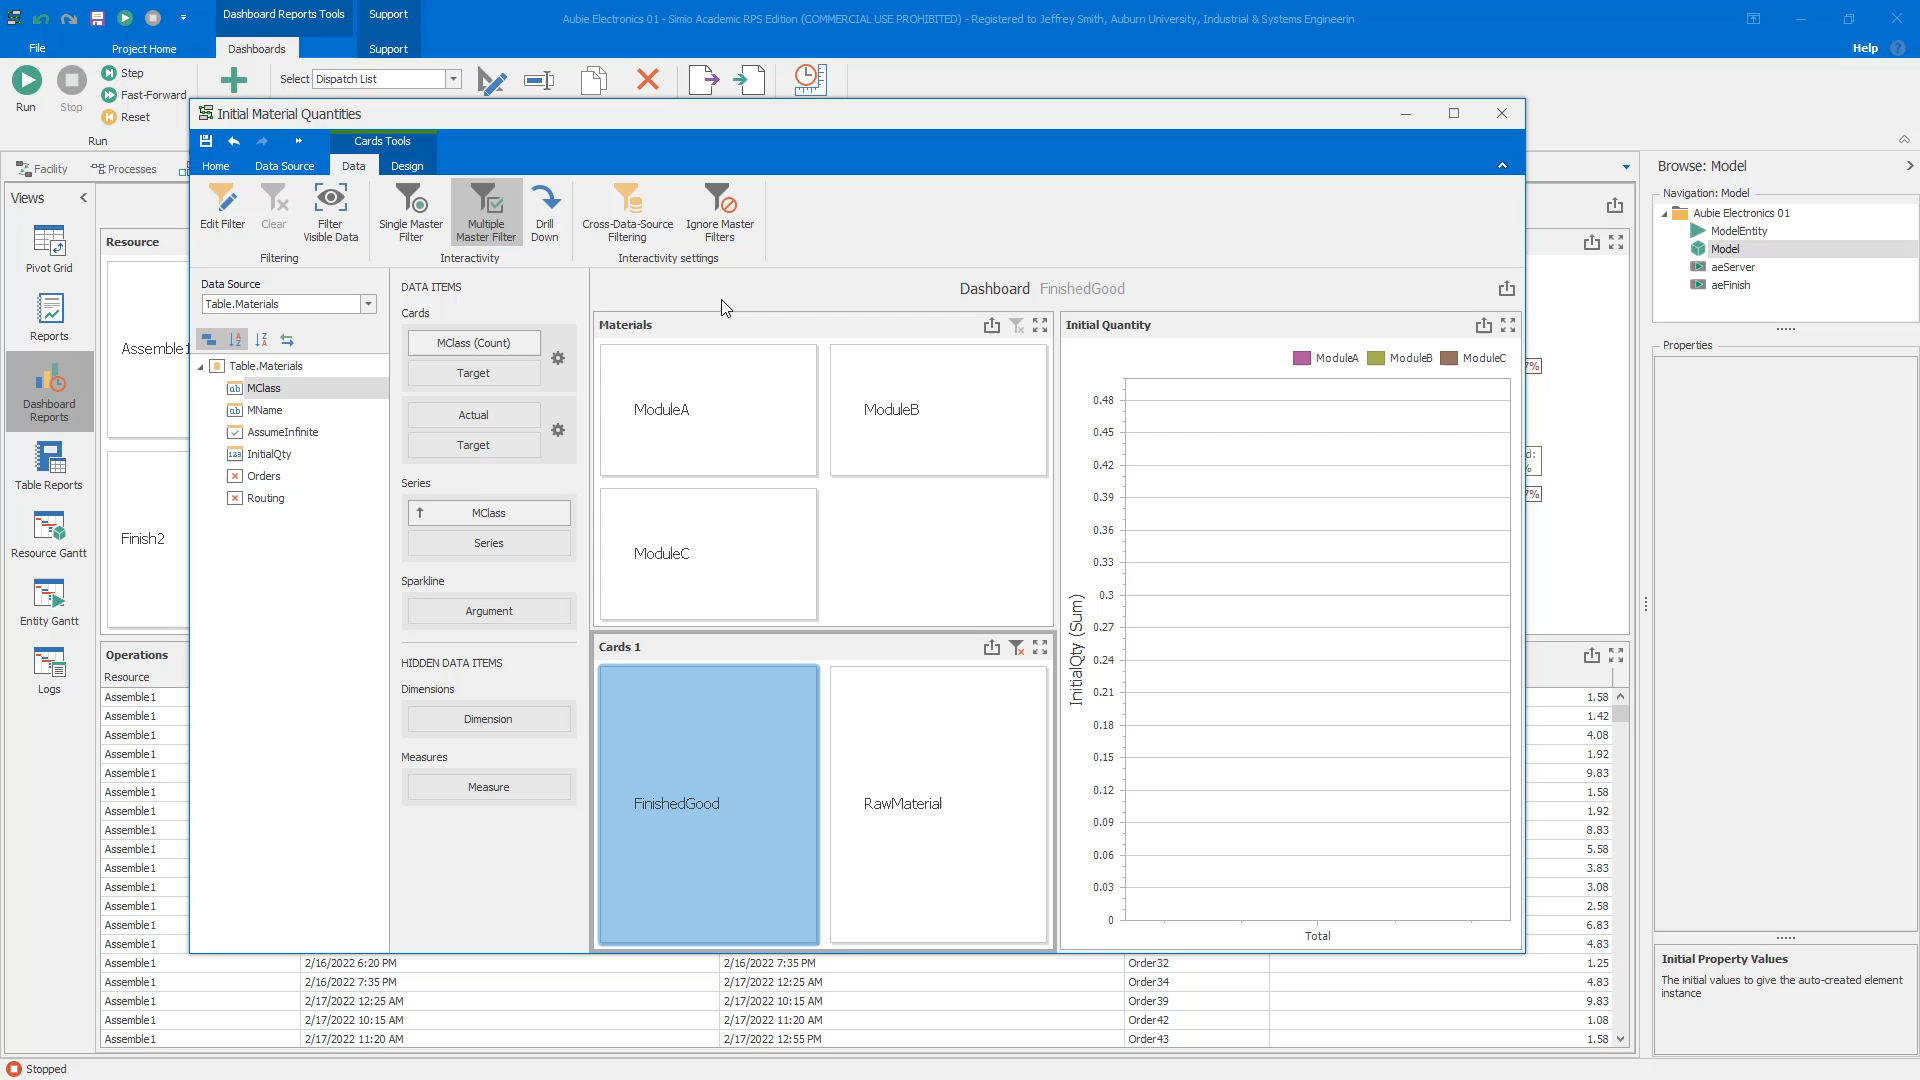 Dashboard Reports Tools
Support
Aubie Electronics 01 - Simio Academic RPS Edition (COMMERCIAL USE PROHIBITED) - Registered to Jeffrey Smith, Auburn University, Industrial & Systems Engineerin
File
Project Home
Dashboards
Support
Help
Run
Stop
Step
Fast-Forward
Reset
Run
Select
Dispatch List
Facility
Processes
Views
Pivot Grid
Reports
Dashboard
Reports
Table Reports
Resource Gantt
Entity Gantt
Logs
Resource
Assemble1
Finish2
Initial Material Quantities
Cards Tools
Home
Data Source
Data
Design
Edit Filter
Clear
Filter
Visible Data
Filtering
Single Master
Filter
Multiple
Master Filter
Drill
Down
Interactivity
Cross-Data-Source
Filtering
Ignore Master
Filters
Interactivity settings
Data Source
Table.Materials
Table.Materials
MClass
MName
AssumeInfinite
InitialQty
Orders
Routing
DATA ITEMS
Cards
MClass (Count)
Target
Actual
Target
Series
MClass
Series
Sparkline
Argument
HIDDEN DATA ITEMS
Dimensions
Dimension
Measures
Measure
Dashboard FinishedGood
Materials
ModuleA
ModuleB
ModuleC
Cards 1
FinishedGood
RawMaterial
Initial Quantity
ModuleA
ModuleB
ModuleC
InitialQty (Sum)
0.48
0.45
0.42
0.39
0.36
0.33
0.3
0.27
0.24
0.21
0.18
0.15
0.12
0.09
0.06
0.03
0
Total
7%
d:
%
7%
Operations
Resource
Assemble1 1.58
Assemble1 1.42
Assemble1 4.08
Assemble1 1.92
Assemble1 9.83
Assemble1 1.58
Assemble1 1.92
Assemble1 8.83
Assemble1 5.58
Assemble1 3.83
Assemble1 3.08
Assemble1 2.58
Assemble1 6.83
Assemble1 4.83
Assemble1 2/16/2022 6:20 PM 2/16/2022 7:35 PM Order32 1.25
Assemble1 2/16/2022 7:35 PM 2/17/2022 12:25 AM Order34 4.83
Assemble1 2/17/2022 12:25 AM 2/17/2022 10:15 AM Order39 9.83
Assemble1 2/17/2022 10:15 AM 2/17/2022 11:20 AM Order42 1.08
Assemble1 2/17/2022 11:20 AM 2/17/2022 12:55 PM Order43 1.58
Browse: Model
Navigation: Model
Aubie Electronics 01
ModelEntity
Model
aeServer
aeFinish
Properties
Initial Property Values
The initial values to give the auto-created element
instance
Stopped